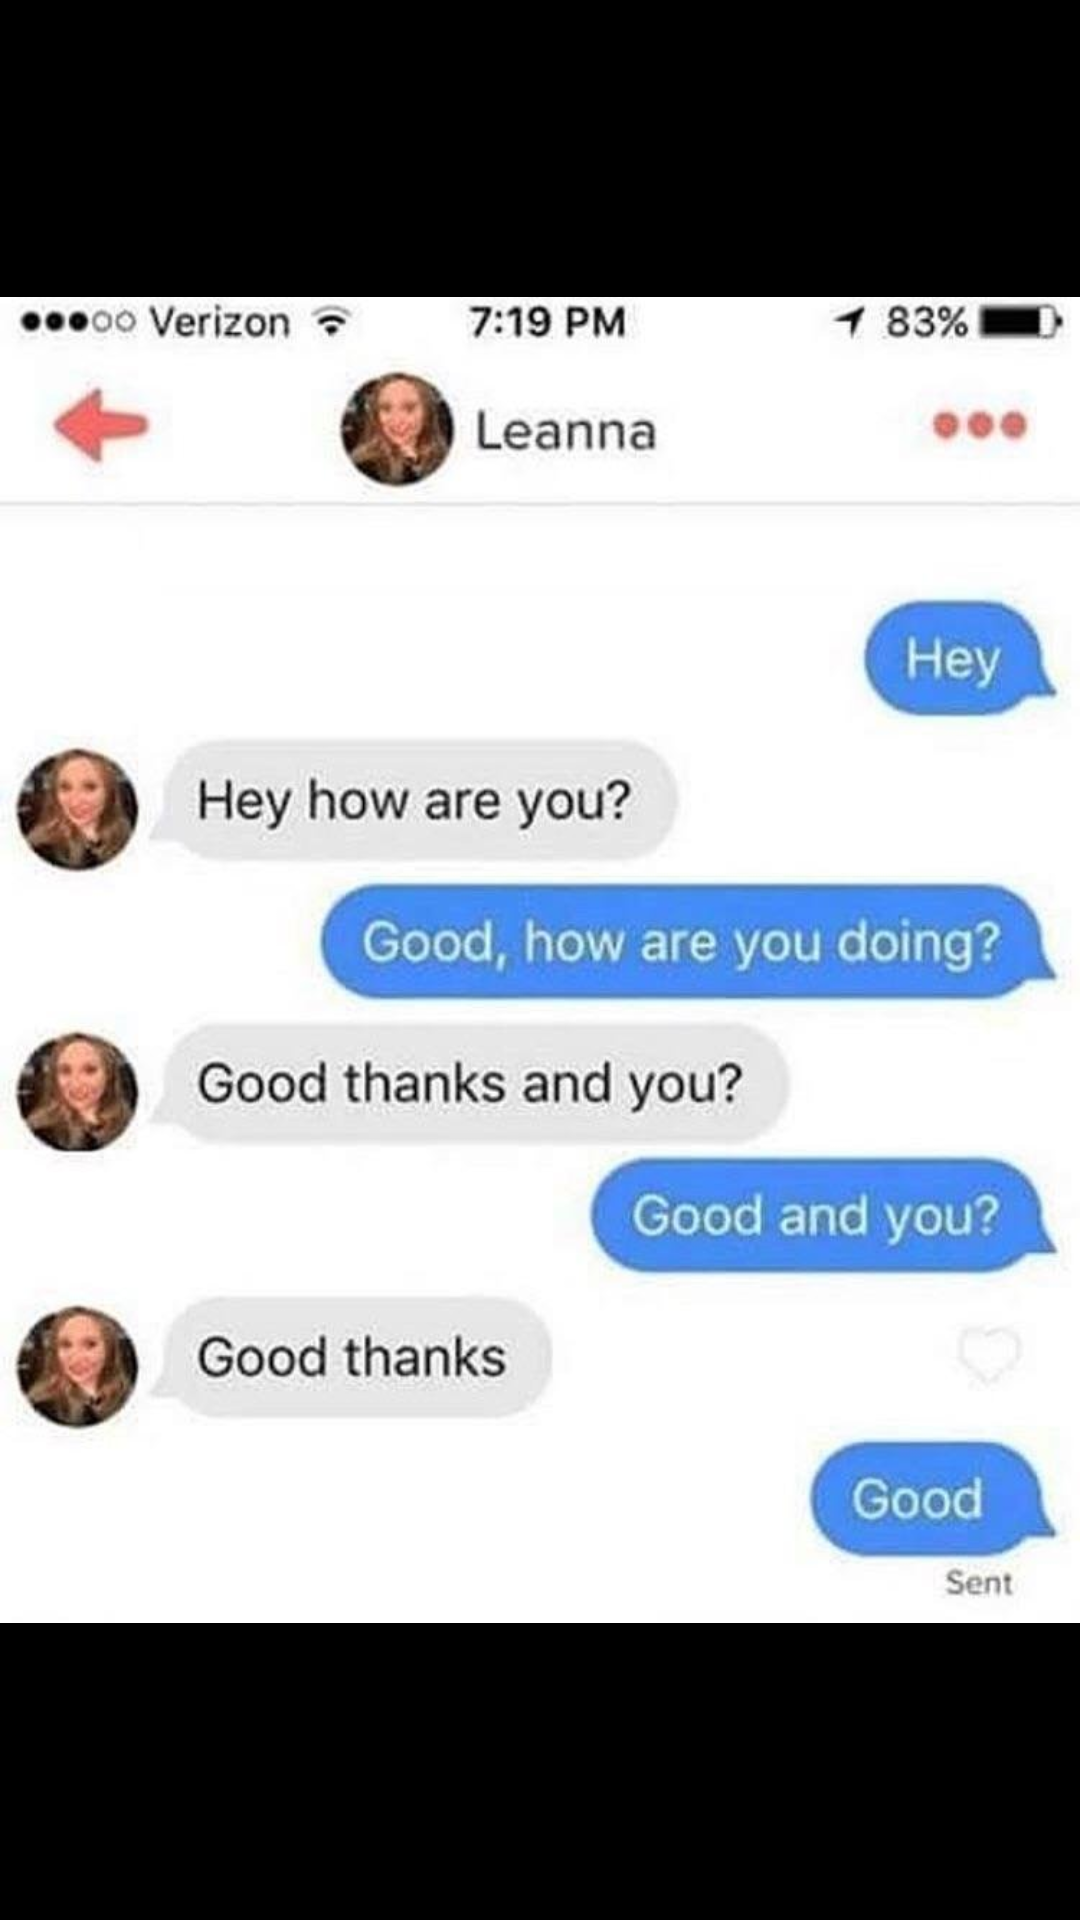 Verizon 7:19 PM 83%
Leanna
Hey
Hey how are you?
Good, how are you doing?
Good thanks and you?
Good and you?
Good thanks
Good
Sent